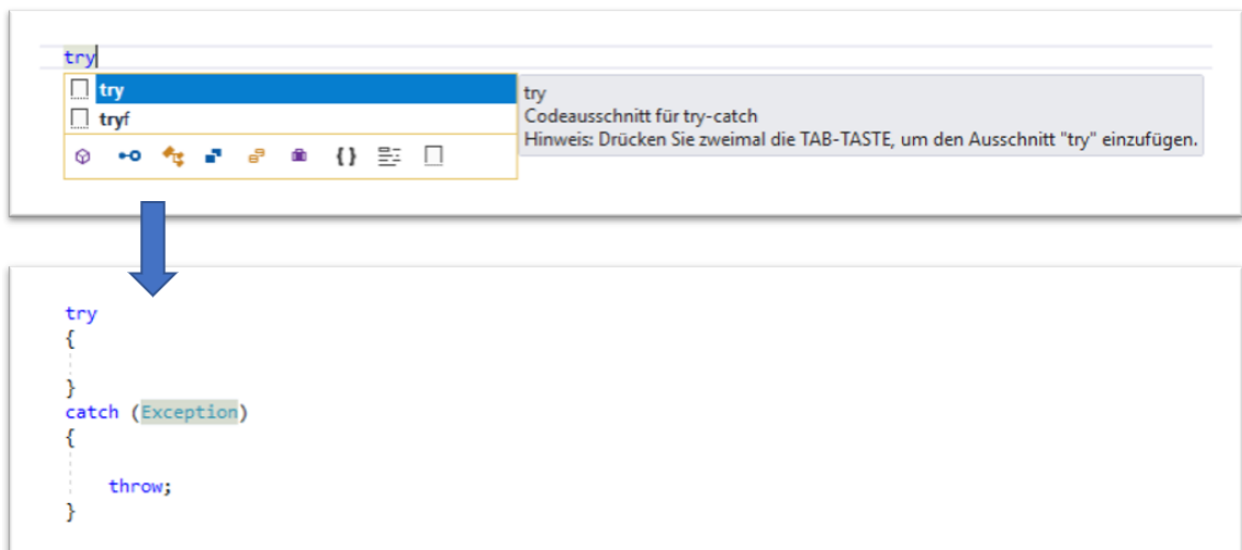 try
try
tryf
try
Codeausschnitt für try-catch
Hinweis: Drücken Sie zweimal die TAB-TASTE, um den Ausschnitt "try" einzufügen.
try
{
}
catch (Exception)
{
throw;
}